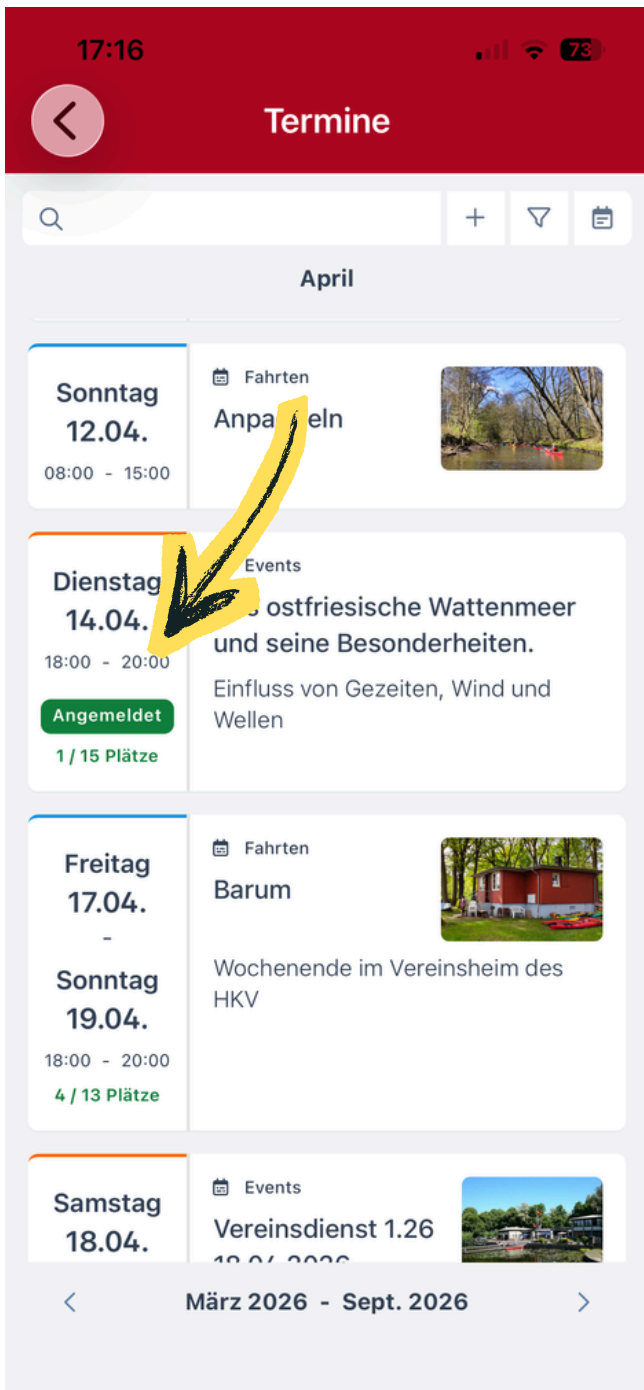 17:16
73
Termine
April
Sonntag
12.04.
08:00 - 15:00
Fahrten
Dienstag
14.04.
18:00 - 20:00
Angemeldet
1 / 15 Plätze
Events
ostfriesische Wattenmeer
und seine Besonderheiten.
Einfluss von Gezeiten, Wind und
Wellen
Freitag
17.04.
-
Sonntag
19.04.
18:00 - 20:00
4 / 13 Plätze
Fahrten
Barum
Wochenende im Vereinsheim des
HKV
Samstag
18.04.
Events
Vereinsdienst 1.26
18.04.2026
März 2026 - Sept. 2026